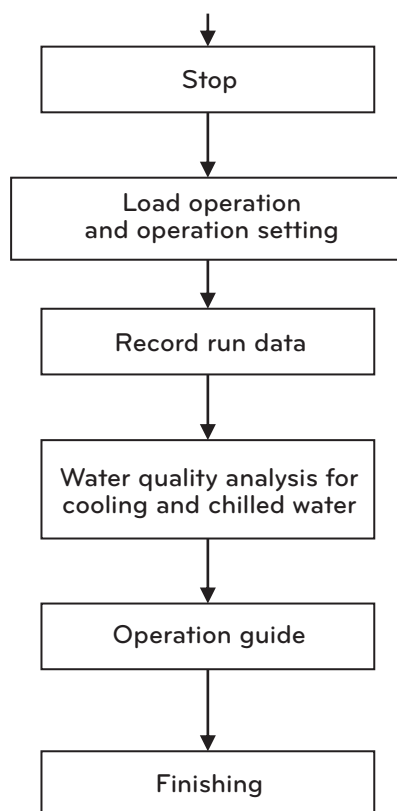 Stop
Load operation
and operation setting
Record run data
Water quality analysis for
cooling and chilled water
Operation guide
Finishing